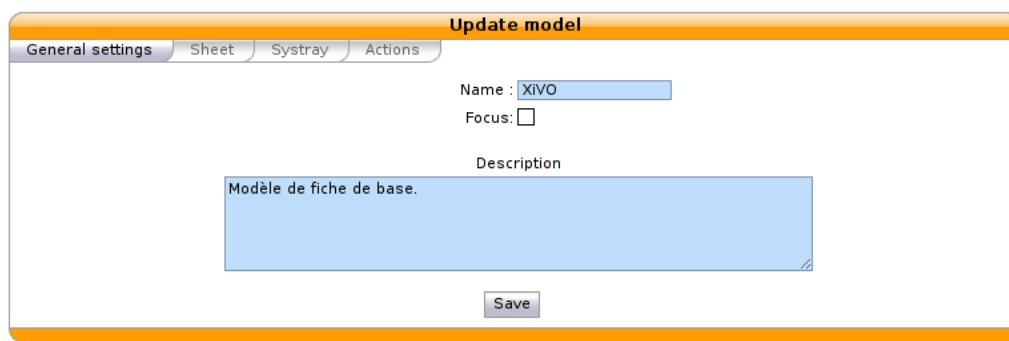 Update model
General settings Sheet Systray Actions
Name : XiVO
Focus:
Description
Modèle de fiche de base.
Save